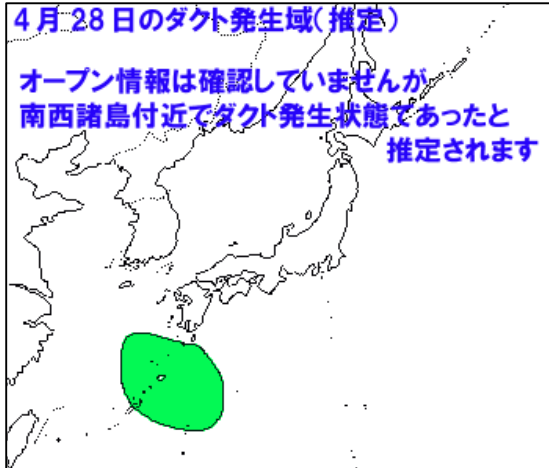 4月28日のダクト発生域(推定)
オープン情報は確認していませんが
南西諸島付近でダクト発生状態であったと
推定されます